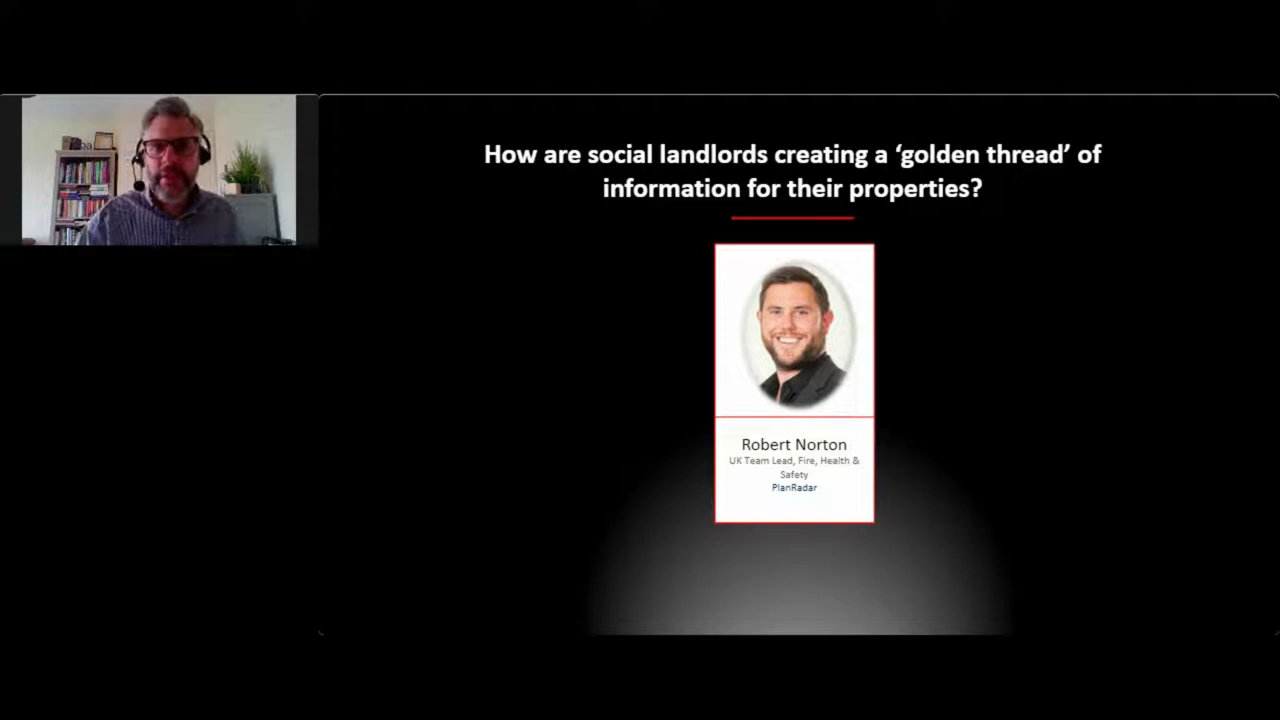 How are social landlords creating a ‘golden thread’ of
information for their properties?
Robert Norton
UK Team Lead, Fire, Health &
Safety
PlanRadar